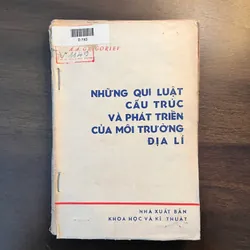 A.A. GRIGORIEV
NHỮNG QUI LUẬT
CẤU TRÚC
VÀ PHÁT TRIỂN
CỦA MÔI TRƯỜNG
ĐỊA LÍ
NHÀ XUẤT BẢN
KHOA HỌC VÀ KĨ THUẬT